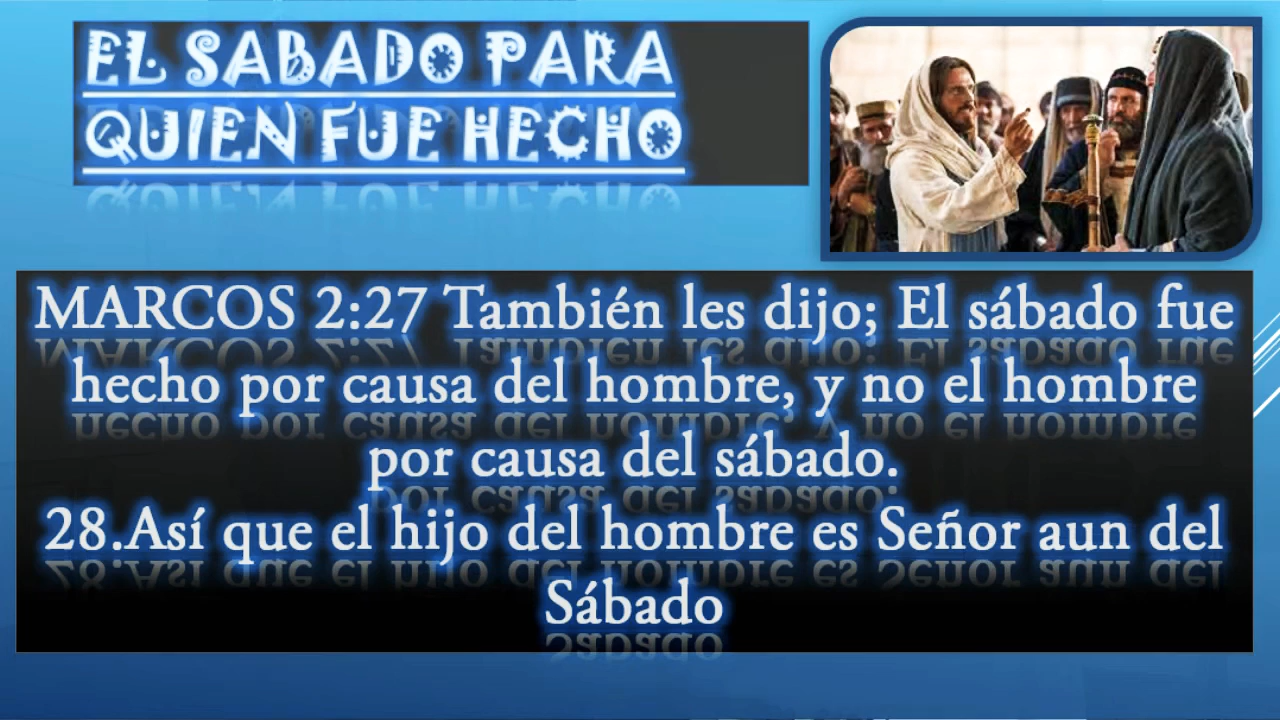 EL SABADO PARA
QUIEN FUE HECHO
MARCOS 2:27 También les dijo; El sábado fue
hecho por causa del hombre, y no el hombre
por causa del sábado.
28.Así que el hijo del hombre es Señor aun del
Sábado